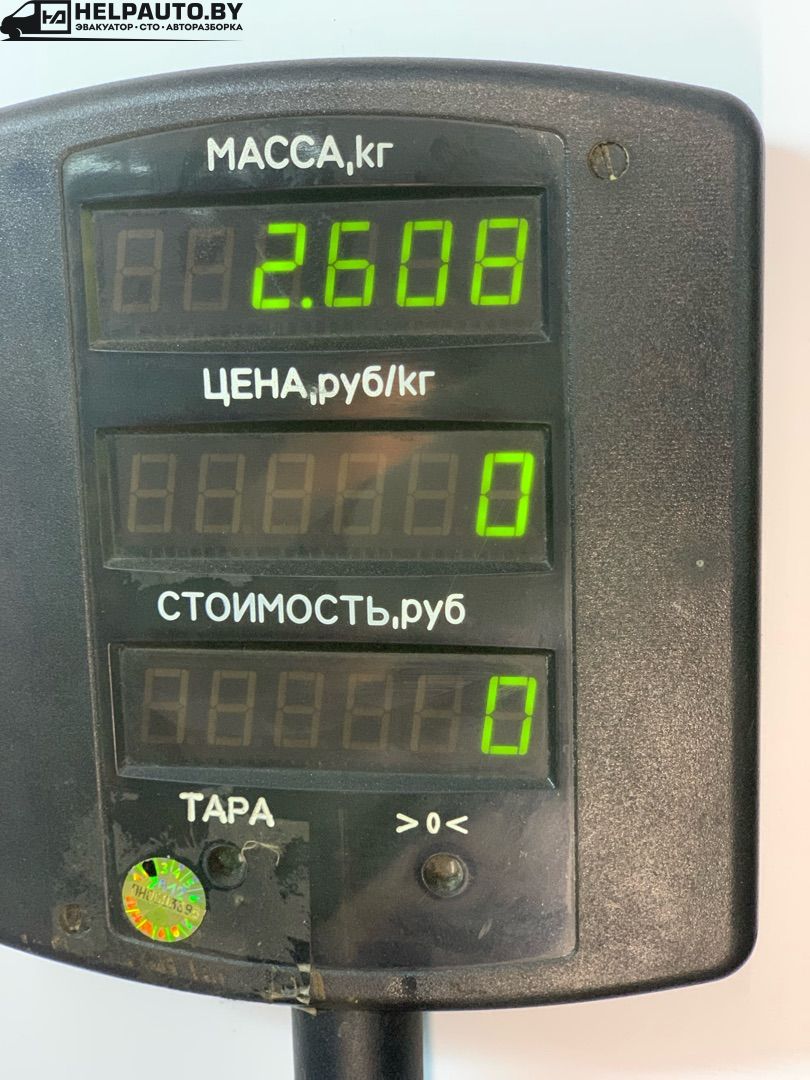 HELPAUTO.BY
ЭВАКУАТОР • СТО • АВТОРАЗБОРКА
МАССА,кг
2.608
ЦЕНА,руб/кг
0
СТОИМОСТЬ,руб
0
ТАРА >0<